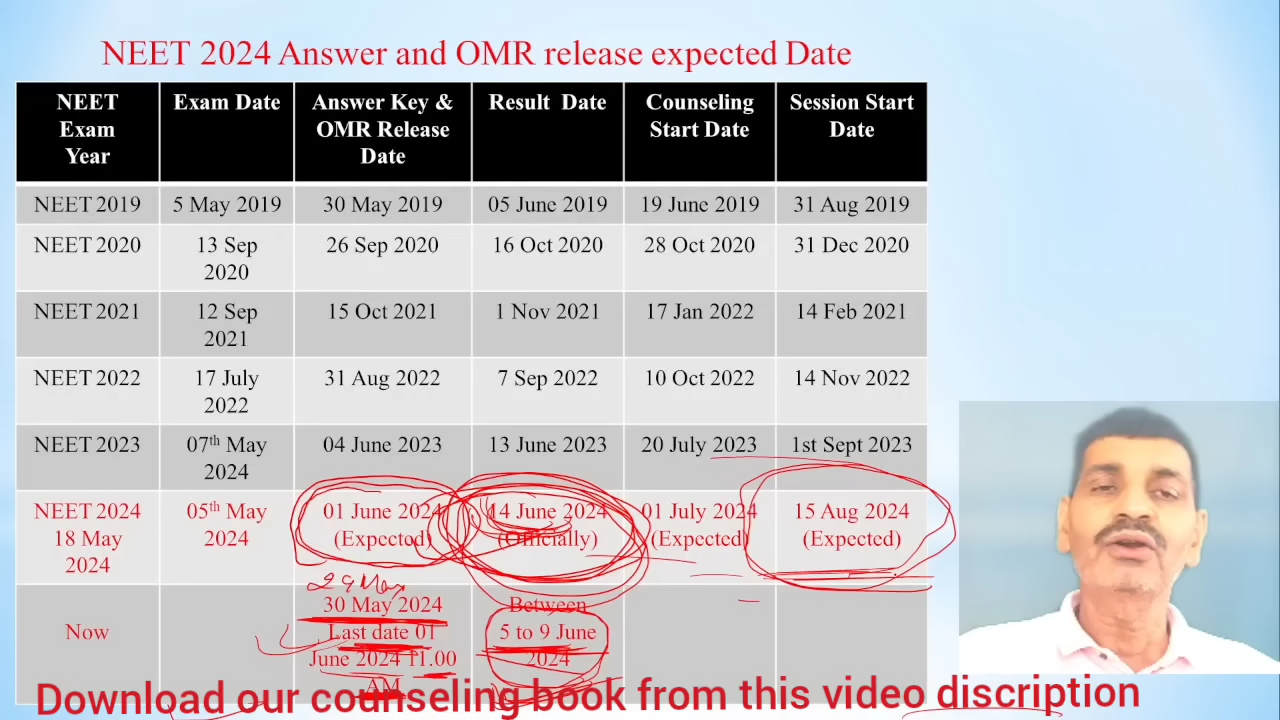 NEET 2024 Answer and OMR release expected Date
NEET Exam Year | Exam Date | Answer Key & OMR Release Date | Result Date | Counseling Start Date | Session Start Date
NEET 2019 | 5 May 2019 | 30 May 2019 | 05 June 2019 | 19 June 2019 | 31 Aug 2019
NEET 2020 | 13 Sep 2020 | 26 Sep 2020 | 16 Oct 2020 | 28 Oct 2020 | 31 Dec 2020
NEET 2021 | 12 Sep 2021 | 15 Oct 2021 | 1 Nov 2021 | 17 Jan 2022 | 14 Feb 2021
NEET 2022 | 17 July 2022 | 31 Aug 2022 | 7 Sep 2022 | 10 Oct 2022 | 14 Nov 2022
NEET 2023 | 07th May 2024 | 04 June 2023 | 13 June 2023 | 20 July 2023 | 1st Sept 2023
NEET 2024 18 May 2024 | 05th May 2024 | 01 June 2024 (Expected) | 14 June 2024 (Officially) | 01 July 2024 (Expected) | 15 Aug 2024 (Expected)
29 May
Now | 30 May 2024 Last date 01 June 2024 11.00 AM | Between 5 to 9 June 2024
Download our counseling book from this video discription